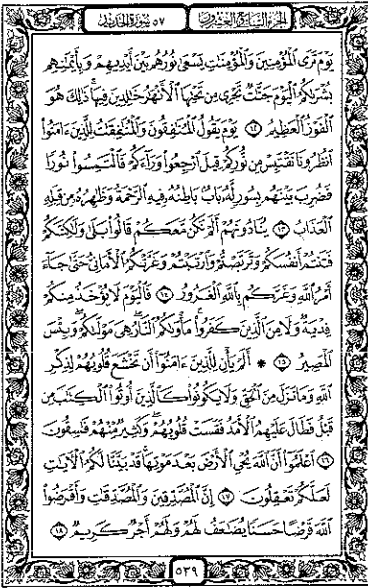 الجزء السابع والعشرون ٥٧ سورة الحديد
يَوْمَ تَرَى الْمُؤْمِنِينَ وَالْمُؤْمِنَاتِ يَسْعَىٰ نُورُهُم بَيْنَ أَيْدِيهِمْ وَبِأَيْمَانِهِم
بُشْرَاكُمُ الْيَوْمَ جَنَّاتٌ تَجْرِي مِن تَحْتِهَا الْأَنْهَارُ خَالِدِينَ فِيهَا ذَٰلِكَ هُوَ
الْفَوْزُ الْعَظِيمُ ١٢ يَوْمَ يَقُولُ الْمُنَافِقُونَ وَالْمُنَافِقَاتُ لِلَّذِينَ ءَامَنُوا
انظُرُونَا نَقْتَبِسْ مِن نُّورِكُمْ قِيلَ ارْجِعُوا وَرَاءَكُمْ فَالْتَمِسُوا نُورًا
فَضُرِبَ بَيْنَهُم بِسُورٍ لَّهُ بَابٌ بَاطِنُهُ فِيهِ الرَّحْمَةُ وَظَاهِرُهُ مِن قِبَلِهِ
الْعَذَابُ ١٣ يُنَادُونَهُمْ أَلَمْ نَكُن مَّعَكُمْ قَالُوا بَلَىٰ وَلَٰكِنَّكُمْ
فَتَنتُمْ أَنفُسَكُمْ وَتَرَبَّصْتُمْ وَارْتَبْتُمْ وَغَرَّتْكُمُ الْأَمَانِيُّ حَتَّىٰ جَاءَ
أَمْرُ اللَّهِ وَغَرَّكُم بِاللَّهِ الْغَرُورُ ١٤ فَالْيَوْمَ لَا يُؤْخَذُ مِنكُمْ
فِدْيَةٌ وَلَا مِنَ الَّذِينَ كَفَرُوا مَأْوَاكُمُ النَّارُ هِيَ مَوْلَاكُمْ وَبِئْسَ
الْمَصِيرُ ١٥ * أَلَمْ يَأْنِ لِلَّذِينَ ءَامَنُوا أَن تَخْشَعَ قُلُوبُهُمْ لِذِكْرِ
اللَّهِ وَمَا نَزَلَ مِنَ الْحَقِّ وَلَا يَكُونُوا كَالَّذِينَ أُوتُوا الْكِتَابَ مِن
قَبْلُ فَطَالَ عَلَيْهِمُ الْأَمَدُ فَقَسَتْ قُلُوبُهُمْ وَكَثِيرٌ مِّنْهُمْ فَاسِقُونَ
١٦ اعْلَمُوا أَنَّ اللَّهَ يُحْيِي الْأَرْضَ بَعْدَ مَوْتِهَا قَدْ بَيَّنَّا لَكُمُ الْآيَاتِ
لَعَلَّكُمْ تَعْقِلُونَ ١٧ إِنَّ الْمُصَّدِّقِينَ وَالْمُصَّدِّقَاتِ وَأَقْرَضُوا
اللَّهَ قَرْضًا حَسَنًا يُضَاعَفُ لَهُمْ وَلَهُمْ أَجْرٌ كَرِيمٌ ١٨
٥٣٩